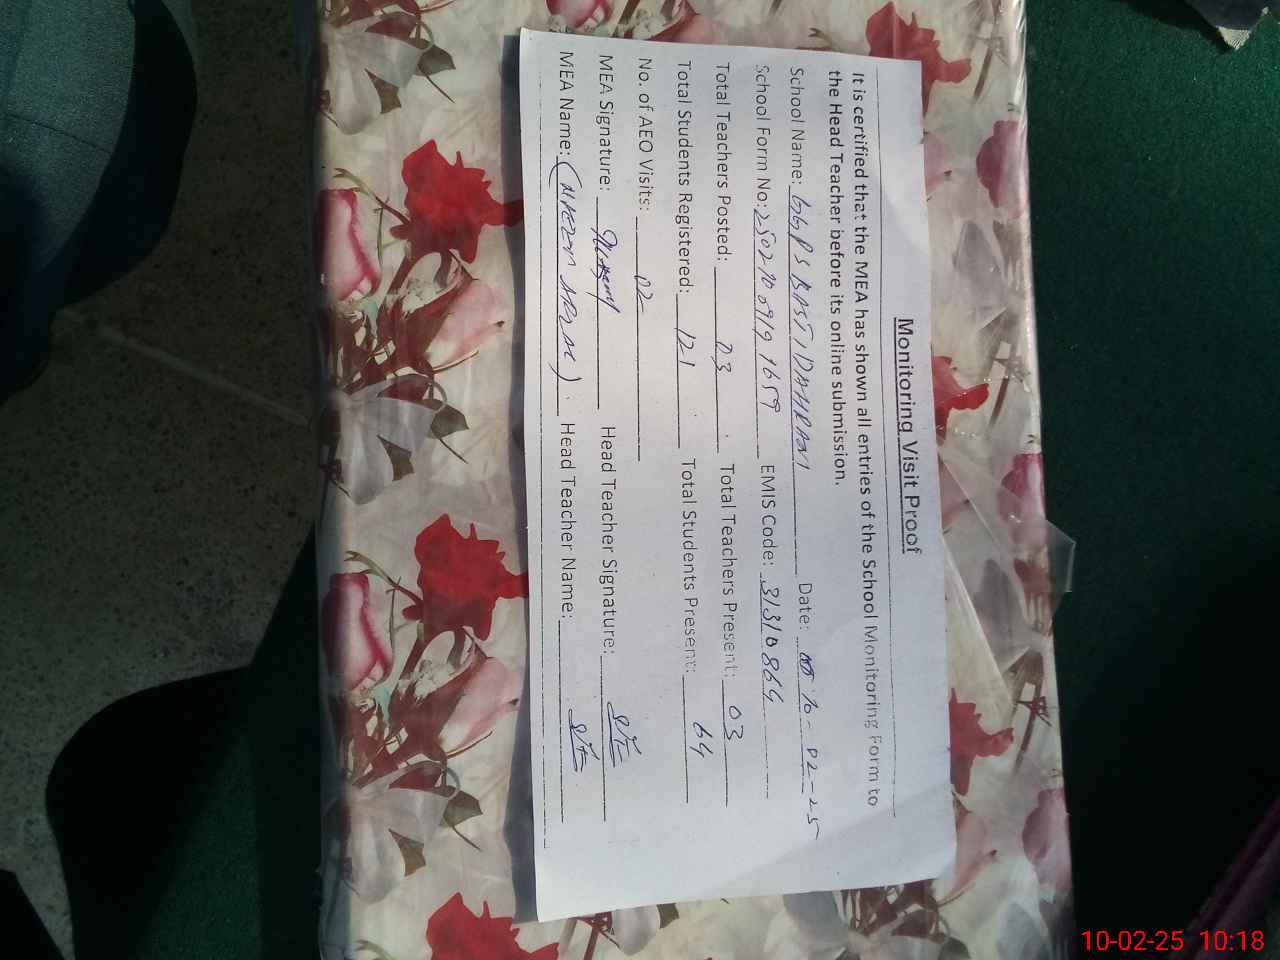 Monitoring Visit Proof
It is certified that the MEA has shown all entries of the School Monitoring Form to
the Head Teacher before its online submission.
School Name: GGPS BASTI DAHRAN Date: 10-02-25
School Form No: EMIS Code: 31310864
Total Teachers Posted: 03 Total Teachers Present: 03
Total Students Registered: 121 Total Students Present: 64
No. of AEO Visits: 02
MEA Signature: Head Teacher Signature:
MEA Name: Head Teacher Name:
10-02-25 10:18